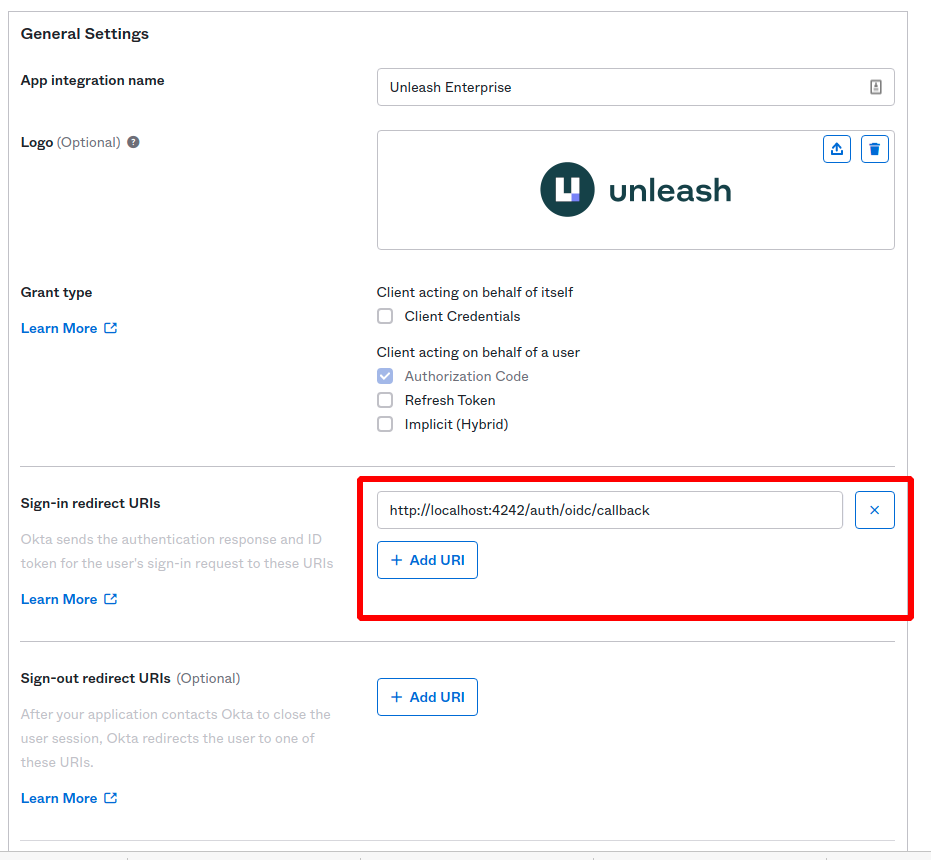 General Settings
App integration name
Unleash Enterprise
Logo (Optional) ?
unleash
Grant type
Client acting on behalf of itself
Learn More
Client Credentials
Client acting on behalf of a user
Authorization Code
Refresh Token
Implicit (Hybrid)
Sign-in redirect URIs
http://localhost:4242/auth/oidc/callback
Okta sends the authentication response and ID
token for the user's sign-in request to these URIs
+ Add URI
Learn More
Sign-out redirect URIs (Optional)
+ Add URI
After your application contacts Okta to close the
user session, Okta redirects the user to one of
these URIs.
Learn More